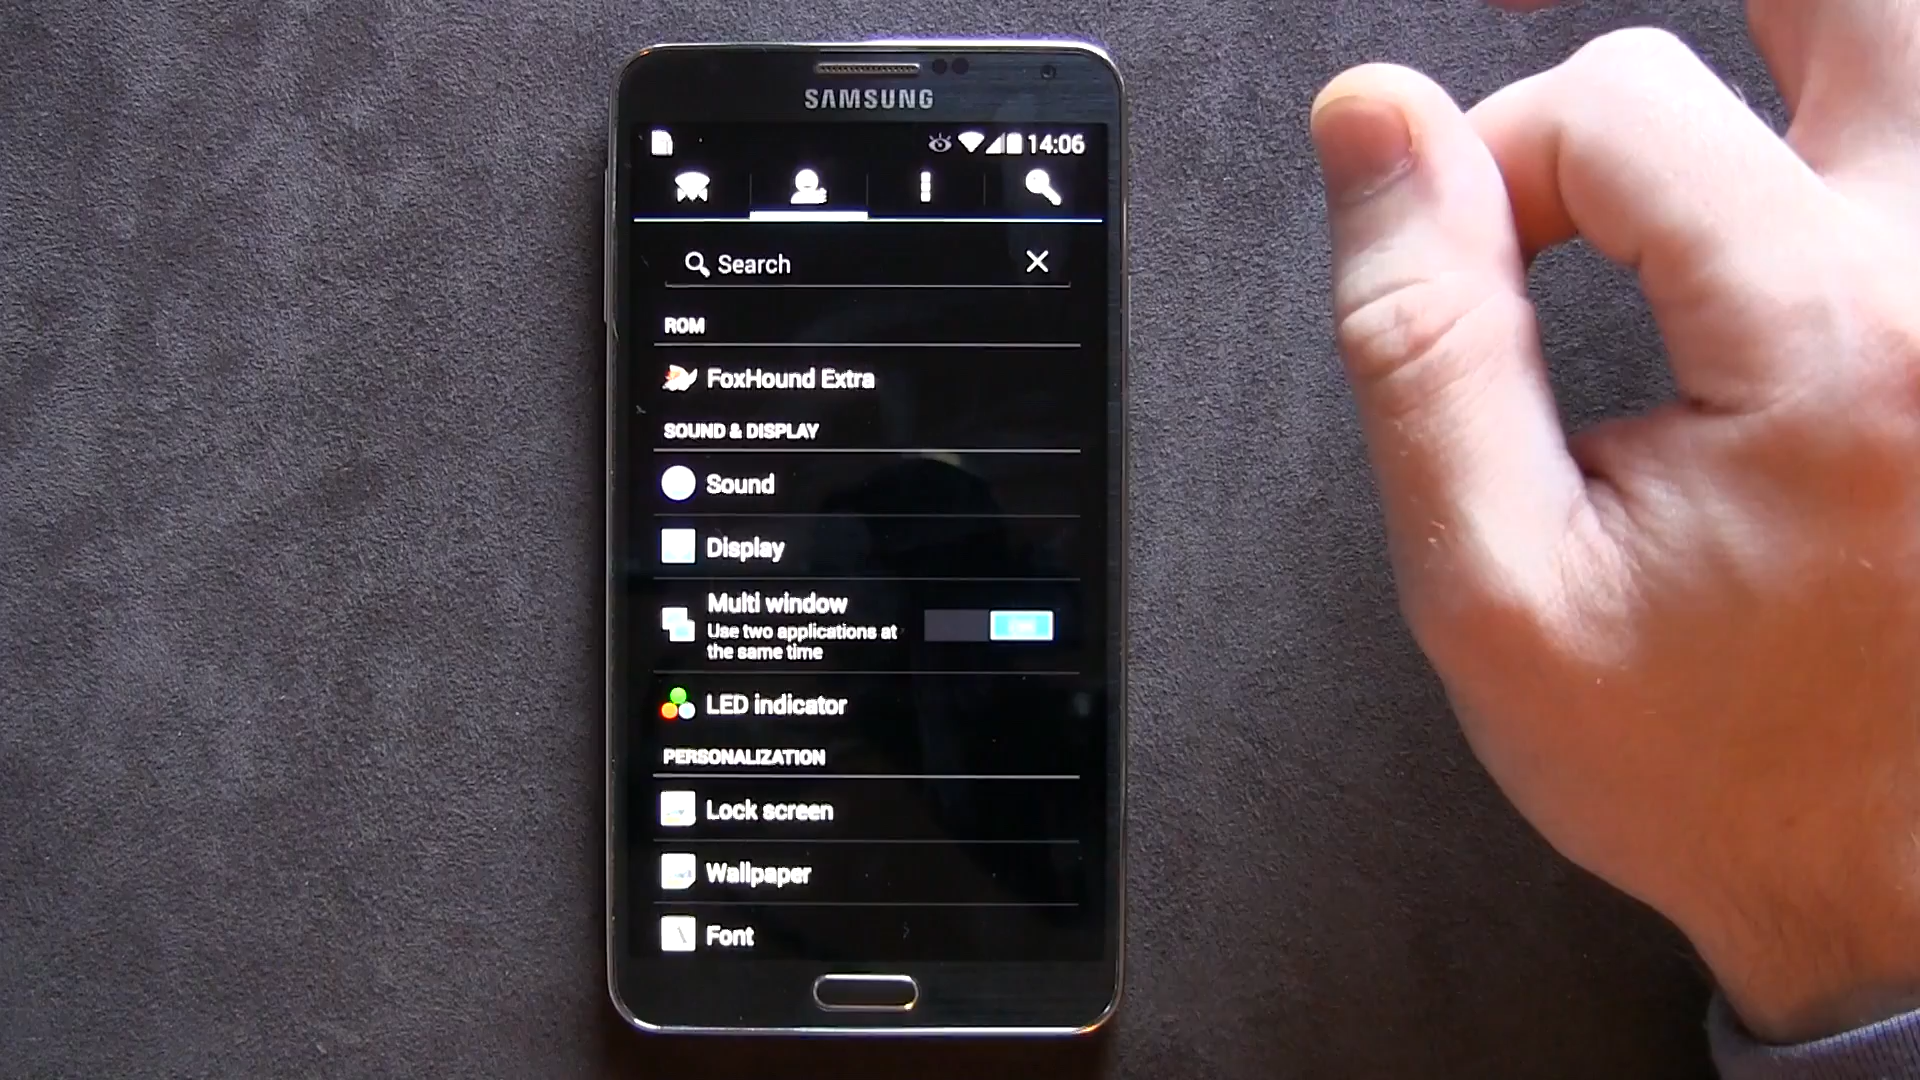 SAMSUNG
14:06
Search
ROM
FoxHound Extra
SOUND & DISPLAY
Sound
Display
Multi window
Use two applications at
the same time
LED indicator
PERSONALIZATION
Lock screen
Wallpaper
Font